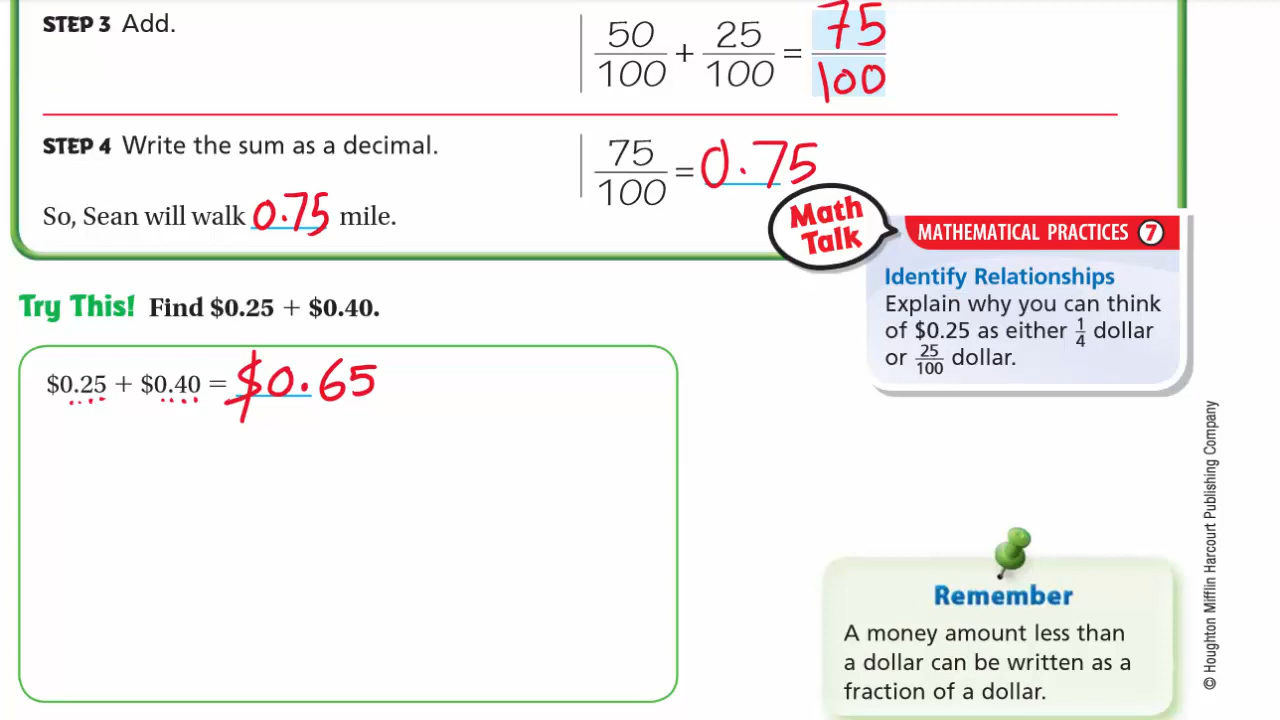 STEP 3 Add.
50/100 + 25/100 = 75/100
STEP 4 Write the sum as a decimal.
75/100 = 0.75
So, Sean will walk 0.75 mile.
Math
Talk
MATHEMATICAL PRACTICES 7
Identify Relationships
Explain why you can think
of $0.25 as either 1/4 dollar
or 25/100 dollar.
Try This! Find $0.25 + $0.40.
$0.25 + $0.40 = $0.65
Remember
A money amount less than
a dollar can be written as a
fraction of a dollar.
© Houghton Mifflin Harcourt Publishing Company